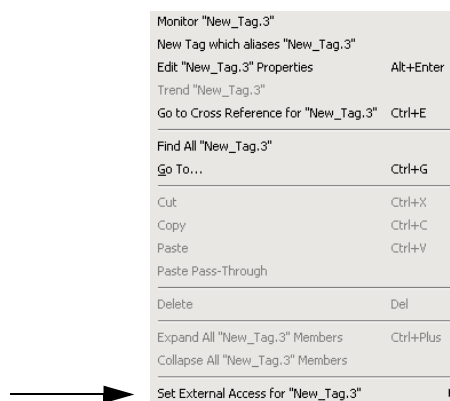 Monitor "New_Tag.3"
New Tag which aliases "New_Tag.3"
Edit "New_Tag.3" Properties Alt+Enter
Trend "New_Tag.3"
Go to Cross Reference for "New_Tag.3" Ctrl+E
Find All "New_Tag.3"
Go To... Ctrl+G
Cut Ctrl+X
Copy Ctrl+C
Paste Ctrl+V
Paste Pass-Through
Delete Del
Expand All "New_Tag.3" Members Ctrl+Plus
Collapse All "New_Tag.3" Members
Set External Access for "New_Tag.3"